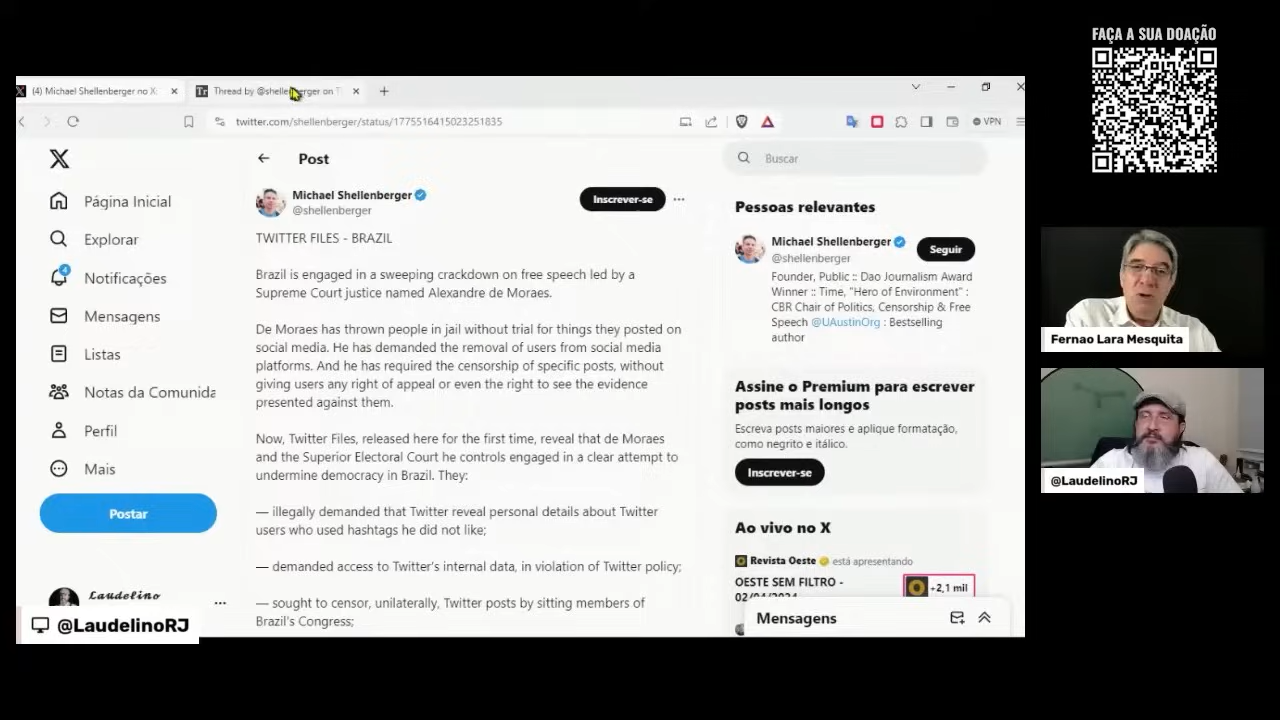 FAÇA A SUA DOAÇÃO
(4) Michael Shellenberger no X
Thread by @shellenberger on T
twitter.com/shellenberger/status/1775516415023251835
VPN
Post
Buscar
Página Inicial
Explorar
4
Notificações
Mensagens
Listas
Notas da Comunida
Perfil
Mais
Postar
Laudelino
@LaudelinoRJ
Michael Shellenberger
@shellenberger
Inscrever-se
TWITTER FILES - BRAZIL
Brazil is engaged in a sweeping crackdown on free speech led by a
Supreme Court justice named Alexandre de Moraes.
De Moraes has thrown people in jail without trial for things they posted on
social media. He has demanded the removal of users from social media
platforms. And he has required the censorship of specific posts, without
giving users any right of appeal or even the right to see the evidence
presented against them.
Now, Twitter Files, released here for the first time, reveal that de Moraes
and the Superior Electoral Court he controls engaged in a clear attempt to
undermine democracy in Brazil. They:
— illegally demanded that Twitter reveal personal details about Twitter
users who used hashtags he did not like;
— demanded access to Twitter's internal data, in violation of Twitter policy;
— sought to censor, unilaterally, Twitter posts by sitting members of
Brazil's Congress;
Pessoas relevantes
Michael Shellenberger
@shellenberger
Seguir
Founder, Public :: Dao Journalism Award
Winner :: Time, "Hero of Environment" :
CBR Chair of Politics, Censorship & Free
Speech @UAustinOrg : Bestselling
author
Assine o Premium para escrever
posts mais longos
Escreva posts maiores e aplique formatação,
como negrito e itálico.
Inscrever-se
Ao vivo no X
Revista Oeste está apresentando
OESTE SEM FILTRO -
02/04/2024
+2,1 mil
Mensagens
Fernao Lara Mesquita
@LaudelinoRJ